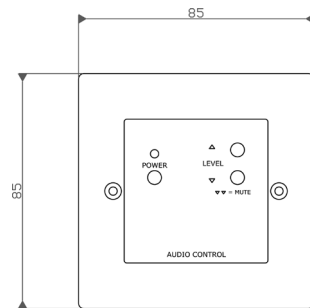 85
85
POWER
LEVEL
▽▽ = MUTE
AUDIO CONTROL